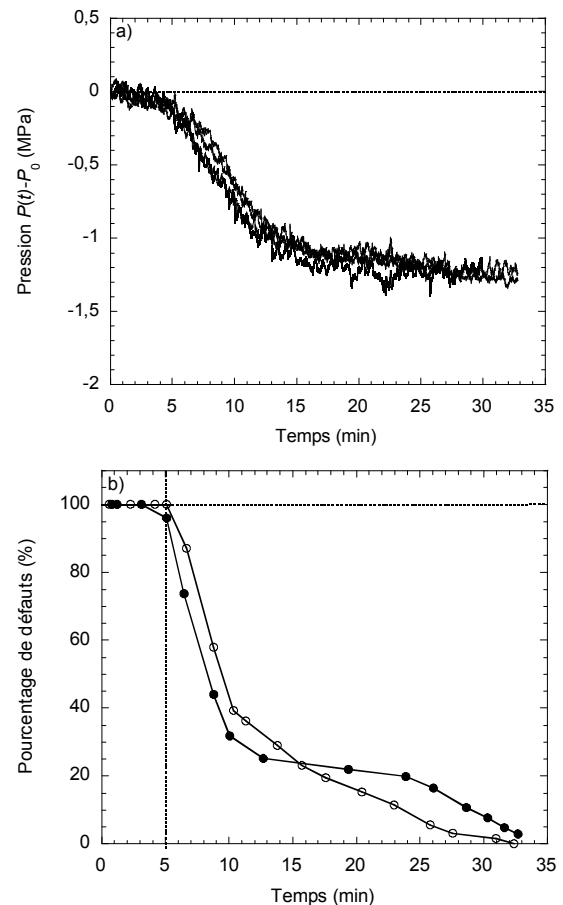 a)
0,5
0
-0,5
-1
-1,5
-2
Pression P(t)-P₀ (MPa)
0 5 10 15 20 25 30 35
Temps (min)
b)
100
80
60
40
20
0
Pourcentage de défauts (%)
0 5 10 15 20 25 30 35
Temps (min)